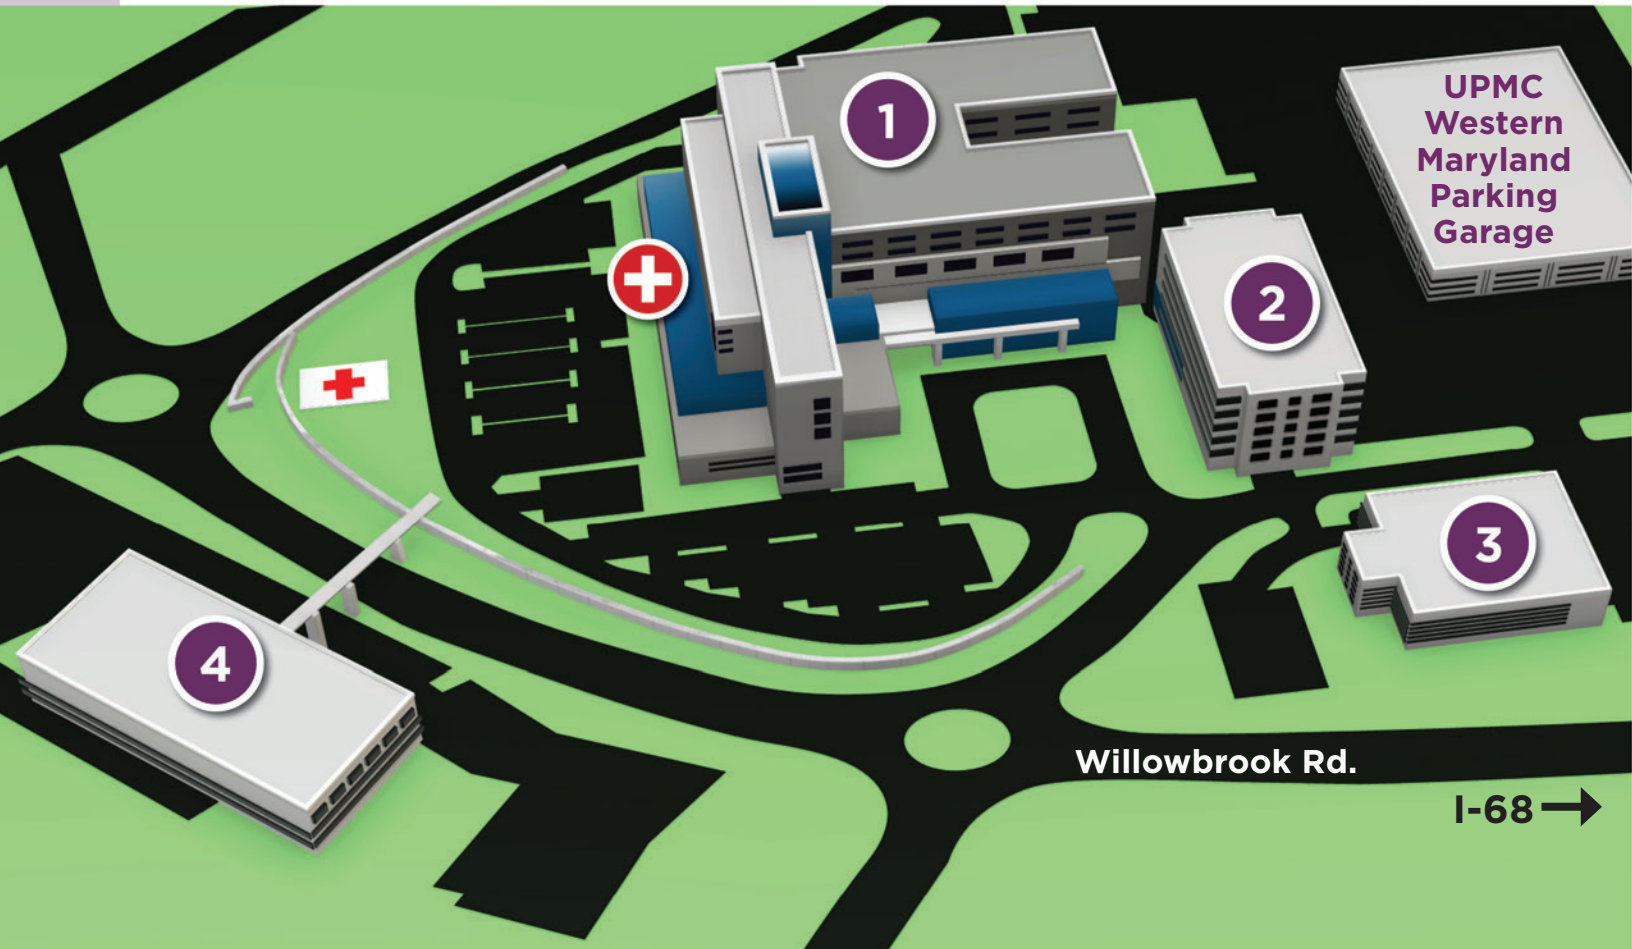 1
UPMC
Western
Maryland
Parking
Garage
2
3
4
Willowbrook Rd.
I-68